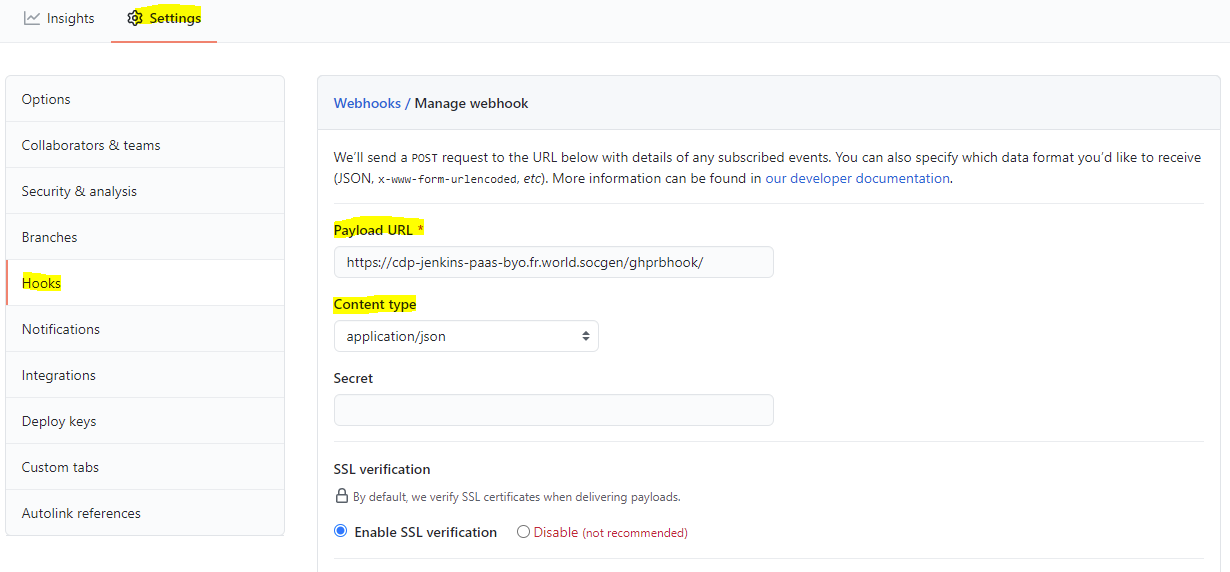 Insights
Settings
Options
Collaborators & teams
Security & analysis
Branches
Hooks
Notifications
Integrations
Deploy keys
Custom tabs
Autolink references
Webhooks / Manage webhook
We'll send a POST request to the URL below with details of any subscribed events. You can also specify which data format you'd like to receive
(JSON, x-www-form-urlencoded, etc). More information can be found in our developer documentation.
Payload URL *
https://cdp-jenkins-paas-byo.fr.world.socgen/ghprbhook/
Content type
application/json
Secret
SSL verification
By default, we verify SSL certificates when delivering payloads.
Enable SSL verification
Disable (not recommended)